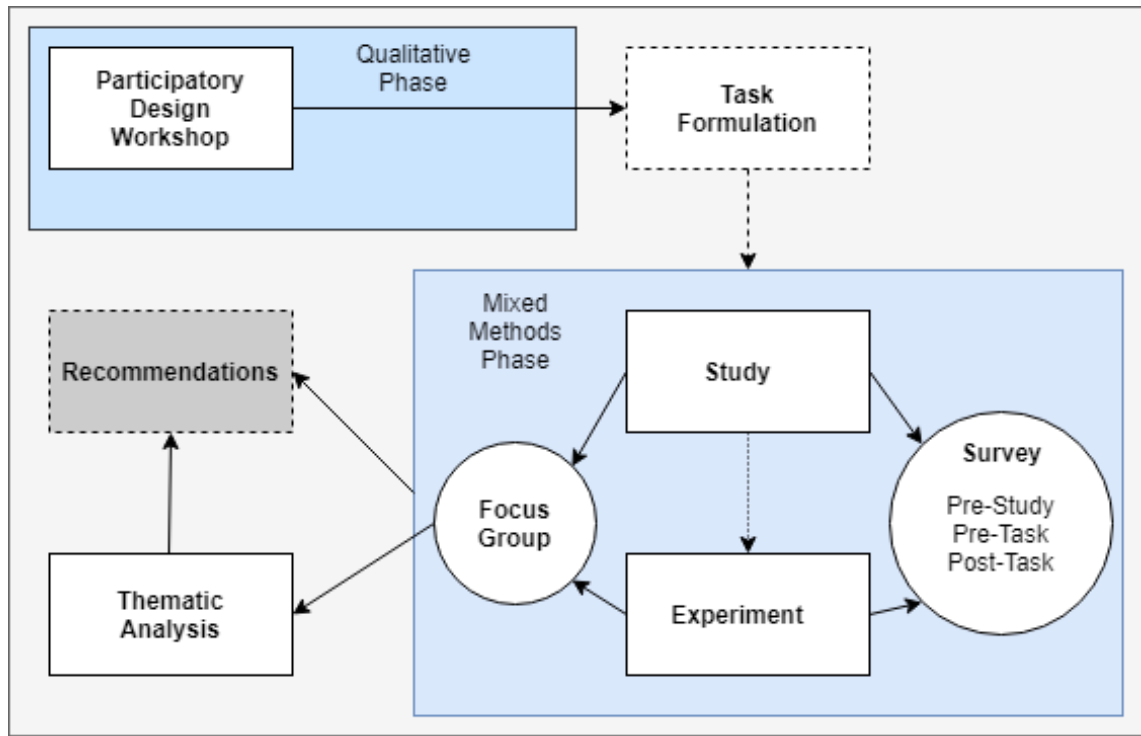 Participatory
Design
Workshop
Qualitative
Phase
Task
Formulation
Mixed
Methods
Phase
Study
Recommendations
Survey
Pre-Study
Pre-Task
Post-Task
Focus
Group
Thematic
Analysis
Experiment